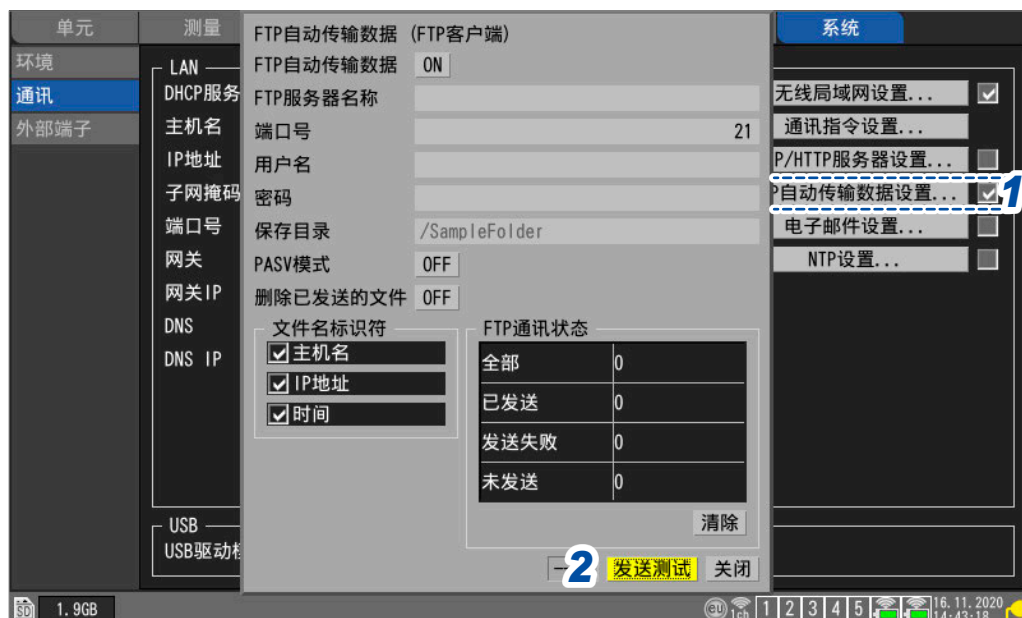 单元
测量
系统
环境
通讯
外部端子
LAN
DHCP服务
主机名
IP地址
子网掩码
端口号
网关
网关IP
DNS
DNS IP
USB
USB驱动
FTP自动传输数据 (FTP客户端)
FTP自动传输数据 ON
FTP服务器名称
端口号 21
用户名
密码
保存目录 /SampleFolder
PASV模式 OFF
删除已发送的文件 OFF
文件名标识符
主机名
IP地址
时间
FTP通讯状态
全部 0
已发送 0
发送失败 0
未发送 0
清除
2
发送测试
关闭
无线局域网设置...
通讯指令设置...
P/HTTP服务器设置...
P自动传输数据设置... 1
电子邮件设置...
NTP设置...
SD 1.9GB
eu 1ch 1 2 3 4 5 16.11.2020
14:43:18